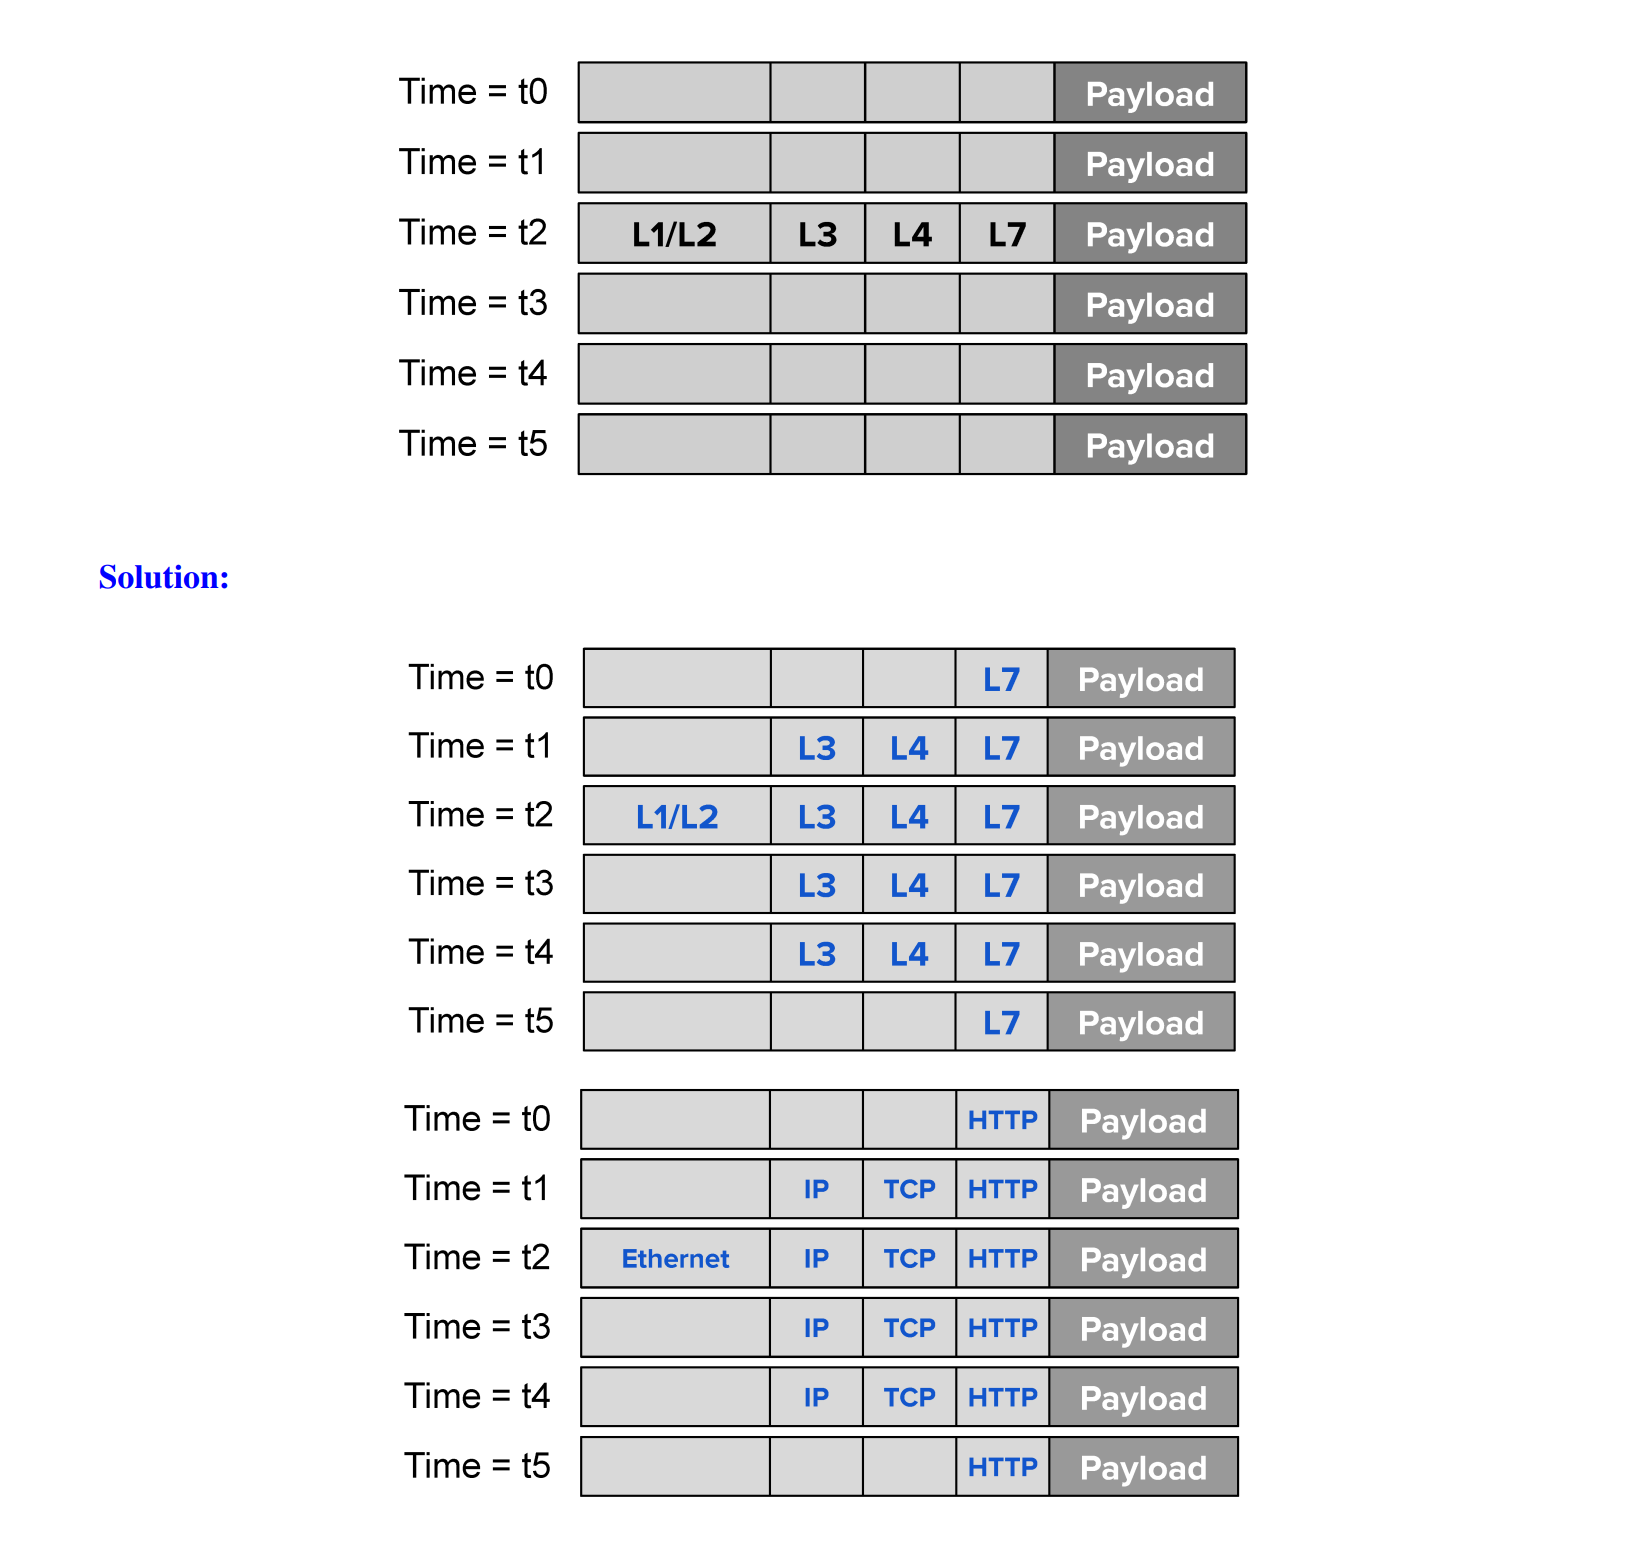 Time = t0 Payload
Time = t1 Payload
Time = t2 L1/L2 L3 L4 L7 Payload
Time = t3 Payload
Time = t4 Payload
Time = t5 Payload
Solution:
Time = t0 L7 Payload
Time = t1 L3 L4 L7 Payload
Time = t2 L1/L2 L3 L4 L7 Payload
Time = t3 L3 L4 L7 Payload
Time = t4 L3 L4 L7 Payload
Time = t5 L7 Payload
Time = t0 HTTP Payload
Time = t1 IP TCP HTTP Payload
Time = t2 Ethernet IP TCP HTTP Payload
Time = t3 IP TCP HTTP Payload
Time = t4 IP TCP HTTP Payload
Time = t5 HTTP Payload